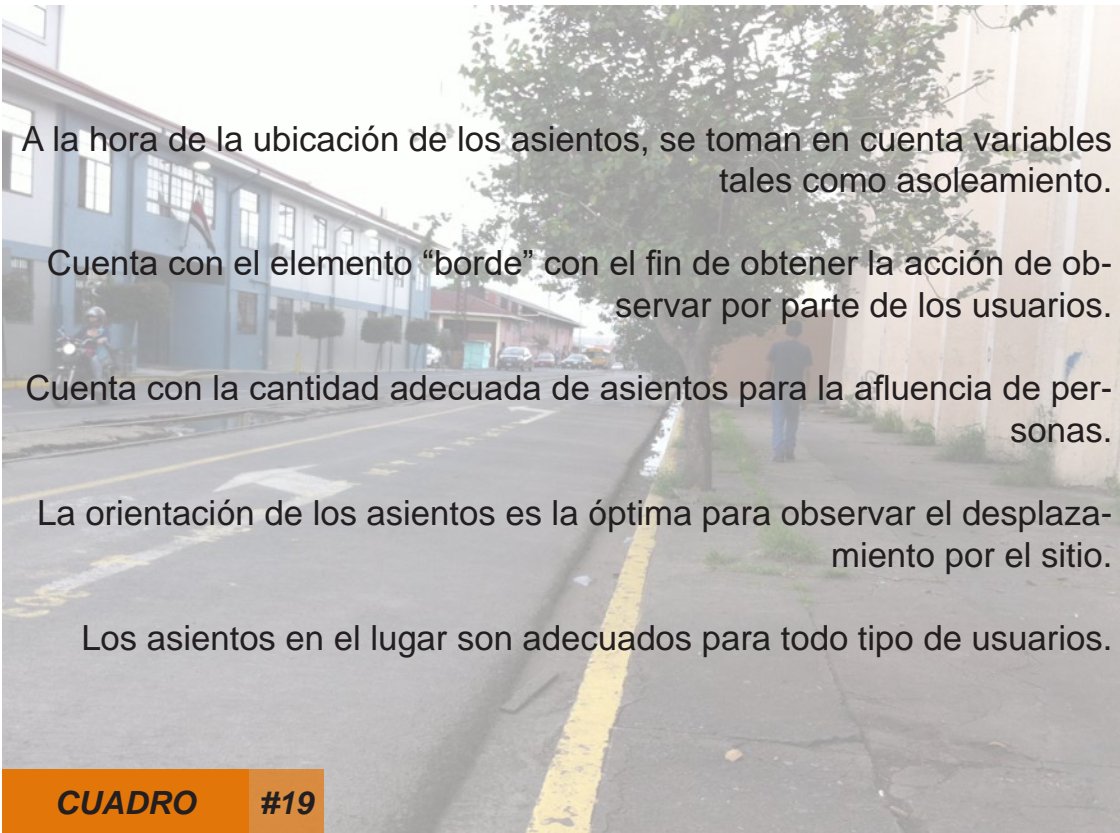 A la hora de la ubicación de los asientos, se toman en cuenta variables
tales como asoleamiento.
Cuenta con el elemento “borde” con el fin de obtener la acción de ob-
servar por parte de los usuarios.
Cuenta con la cantidad adecuada de asientos para la afluencia de per-
sonas.
La orientación de los asientos es la óptima para observar el desplaza-
miento por el sitio.
Los asientos en el lugar son adecuados para todo tipo de usuarios.
CUADRO #19